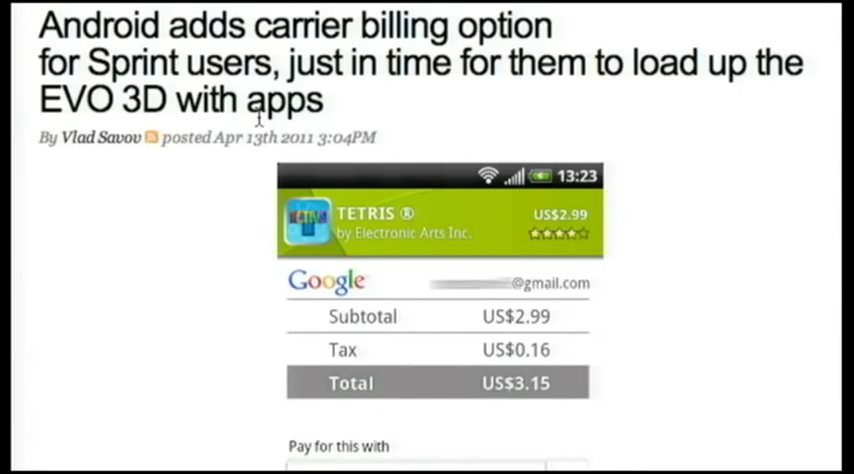 Android adds carrier billing option
for Sprint users, just in time for them to load up the
EVO 3D with apps
By Vlad Savov posted Apr 13th 2011 3:04PM
13:23
TETRIS ® US$2.99
by Electronic Arts Inc.
Google @gmail.com
Subtotal US$2.99
Tax US$0.16
Total US$3.15
Pay for this with